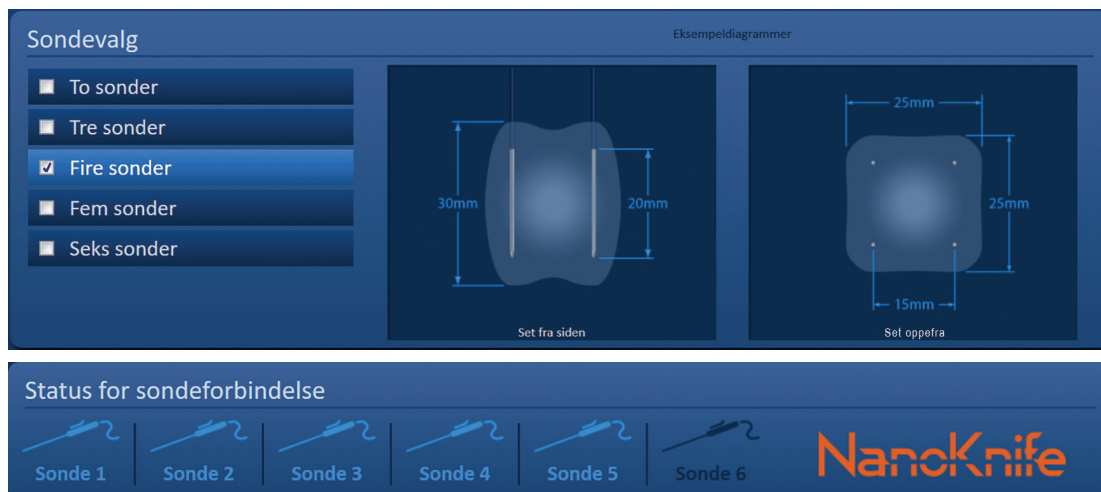 Sondevalg
Eksempeldiagrammer
To sonder
Tre sonder
Fire sonder
Fem sonder
Seks sonder
30mm
20mm
Set fra siden
25mm
25mm
15mm
Set oppefra
Status for sondeforbindelse
Sonde 1
Sonde 2
Sonde 3
Sonde 4
Sonde 5
Sonde 6
NanoKnife